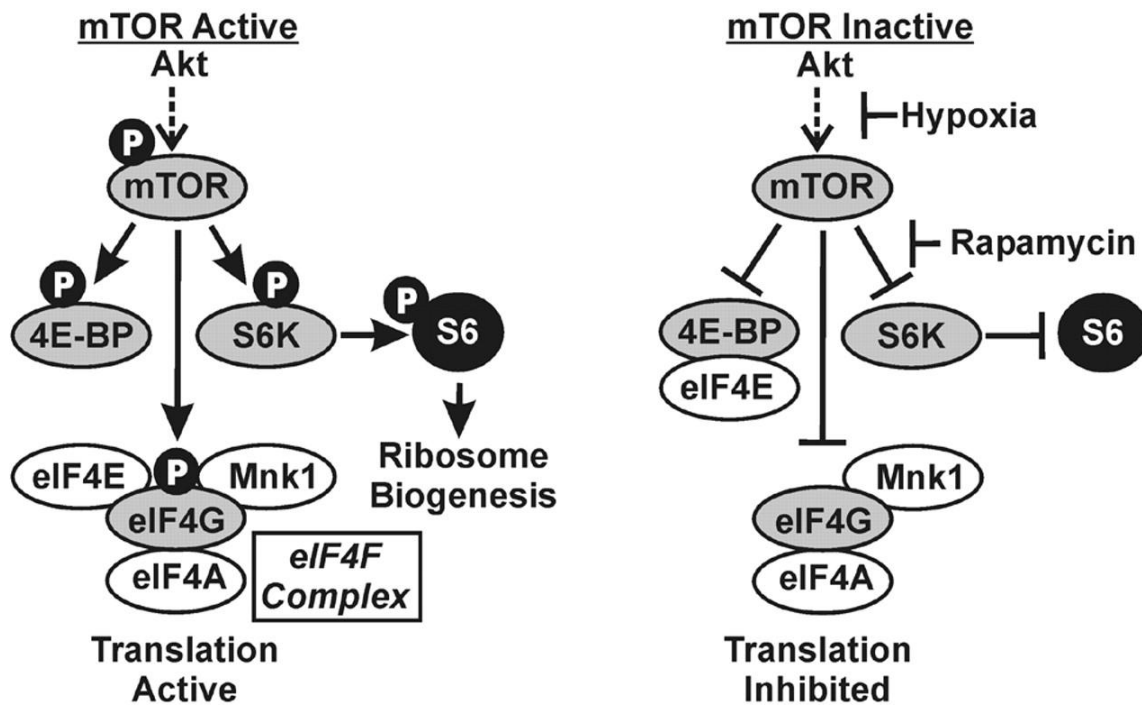 mTOR Active
Akt
P
mTOR
P
4E-BP
P
S6K
P
S6
eIF4E
P
Mnk1
eIF4G
eIF4A
Ribosome
Biogenesis
eIF4F
Complex
Translation
Active
mTOR Inactive
Akt
Hypoxia
mTOR
Rapamycin
4E-BP
eIF4E
S6K
S6
Mnk1
eIF4G
eIF4A
Translation
Inhibited